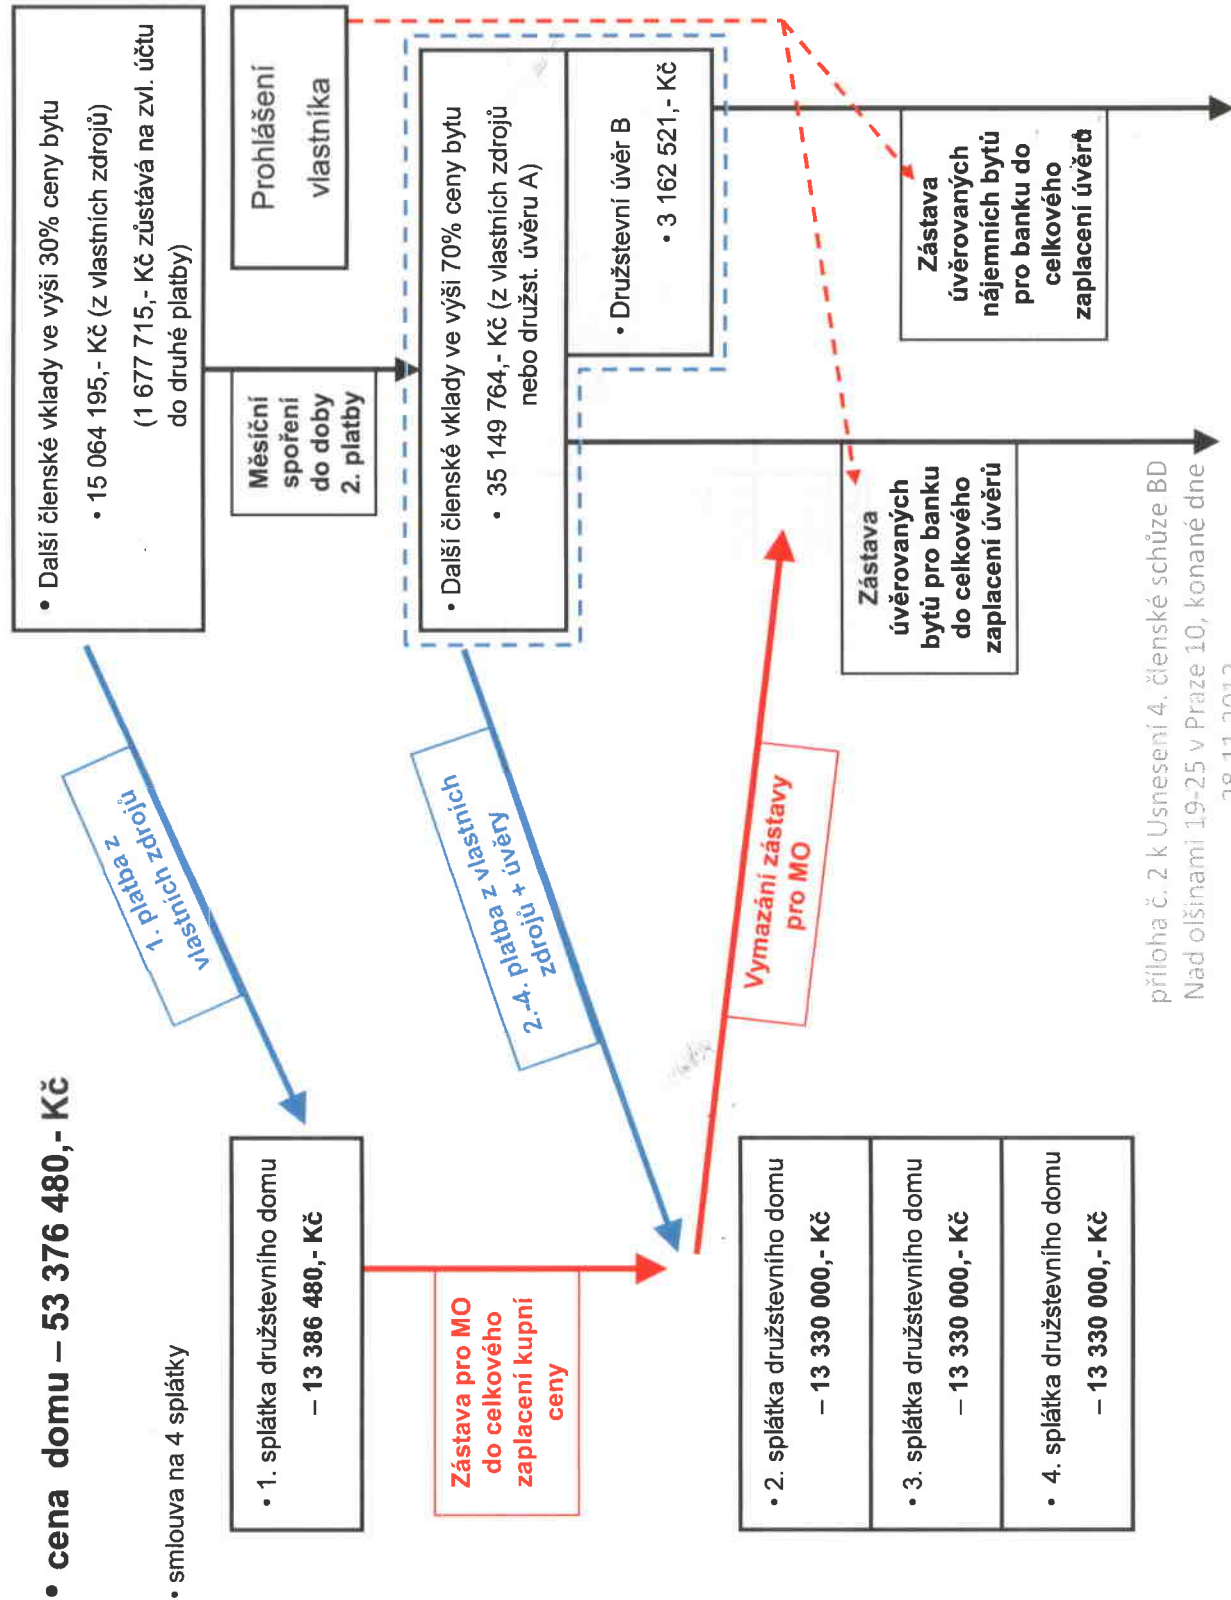 • cena domu – 53 376 480,- Kč
• smlouva na 4 splátky
• 1. splátka družstevního domu
– 13 386 480,- Kč
Zástava pro MO
do celkového
zaplacení kupní
ceny
• 2. splátka družstevního domu
– 13 330 000,- Kč
• 3. splátka družstevního domu
– 13 330 000,- Kč
• 4. splátka družstevního domu
– 13 330 000,- Kč
1. platba z
vlastních zdrojů
2.-4. platba z vlastních
zdrojů + úvěry
Vymazání zástavy
pro MO
• Další členské vklady ve výši 30% ceny bytu
• 15 064 195,- Kč (z vlastních zdrojů)
(1 677 715,- Kč zůstává na zvl. účtu
do druhé platby)
Prohlášení
vlastníka
Měsíční
spoření
do doby
2. platby
• Další členské vklady ve výši 70% ceny bytu
• 35 149 764,- Kč (z vlastních zdrojů
nebo družst. úvěru A)
• Družstevní úvěr B
• 3 162 521,- Kč
Zástava
úvěrovaných
bytů pro banku
do celkového
zaplacení úvěrů
Zástava
úvěrovaných
nájemních bytů
pro banku do
celkového
zaplacení úvěrů
příloha č. 2 k Usnesení 4. členské schůze BD
Nad olšinami 19-25 v Praze 10, konané dne